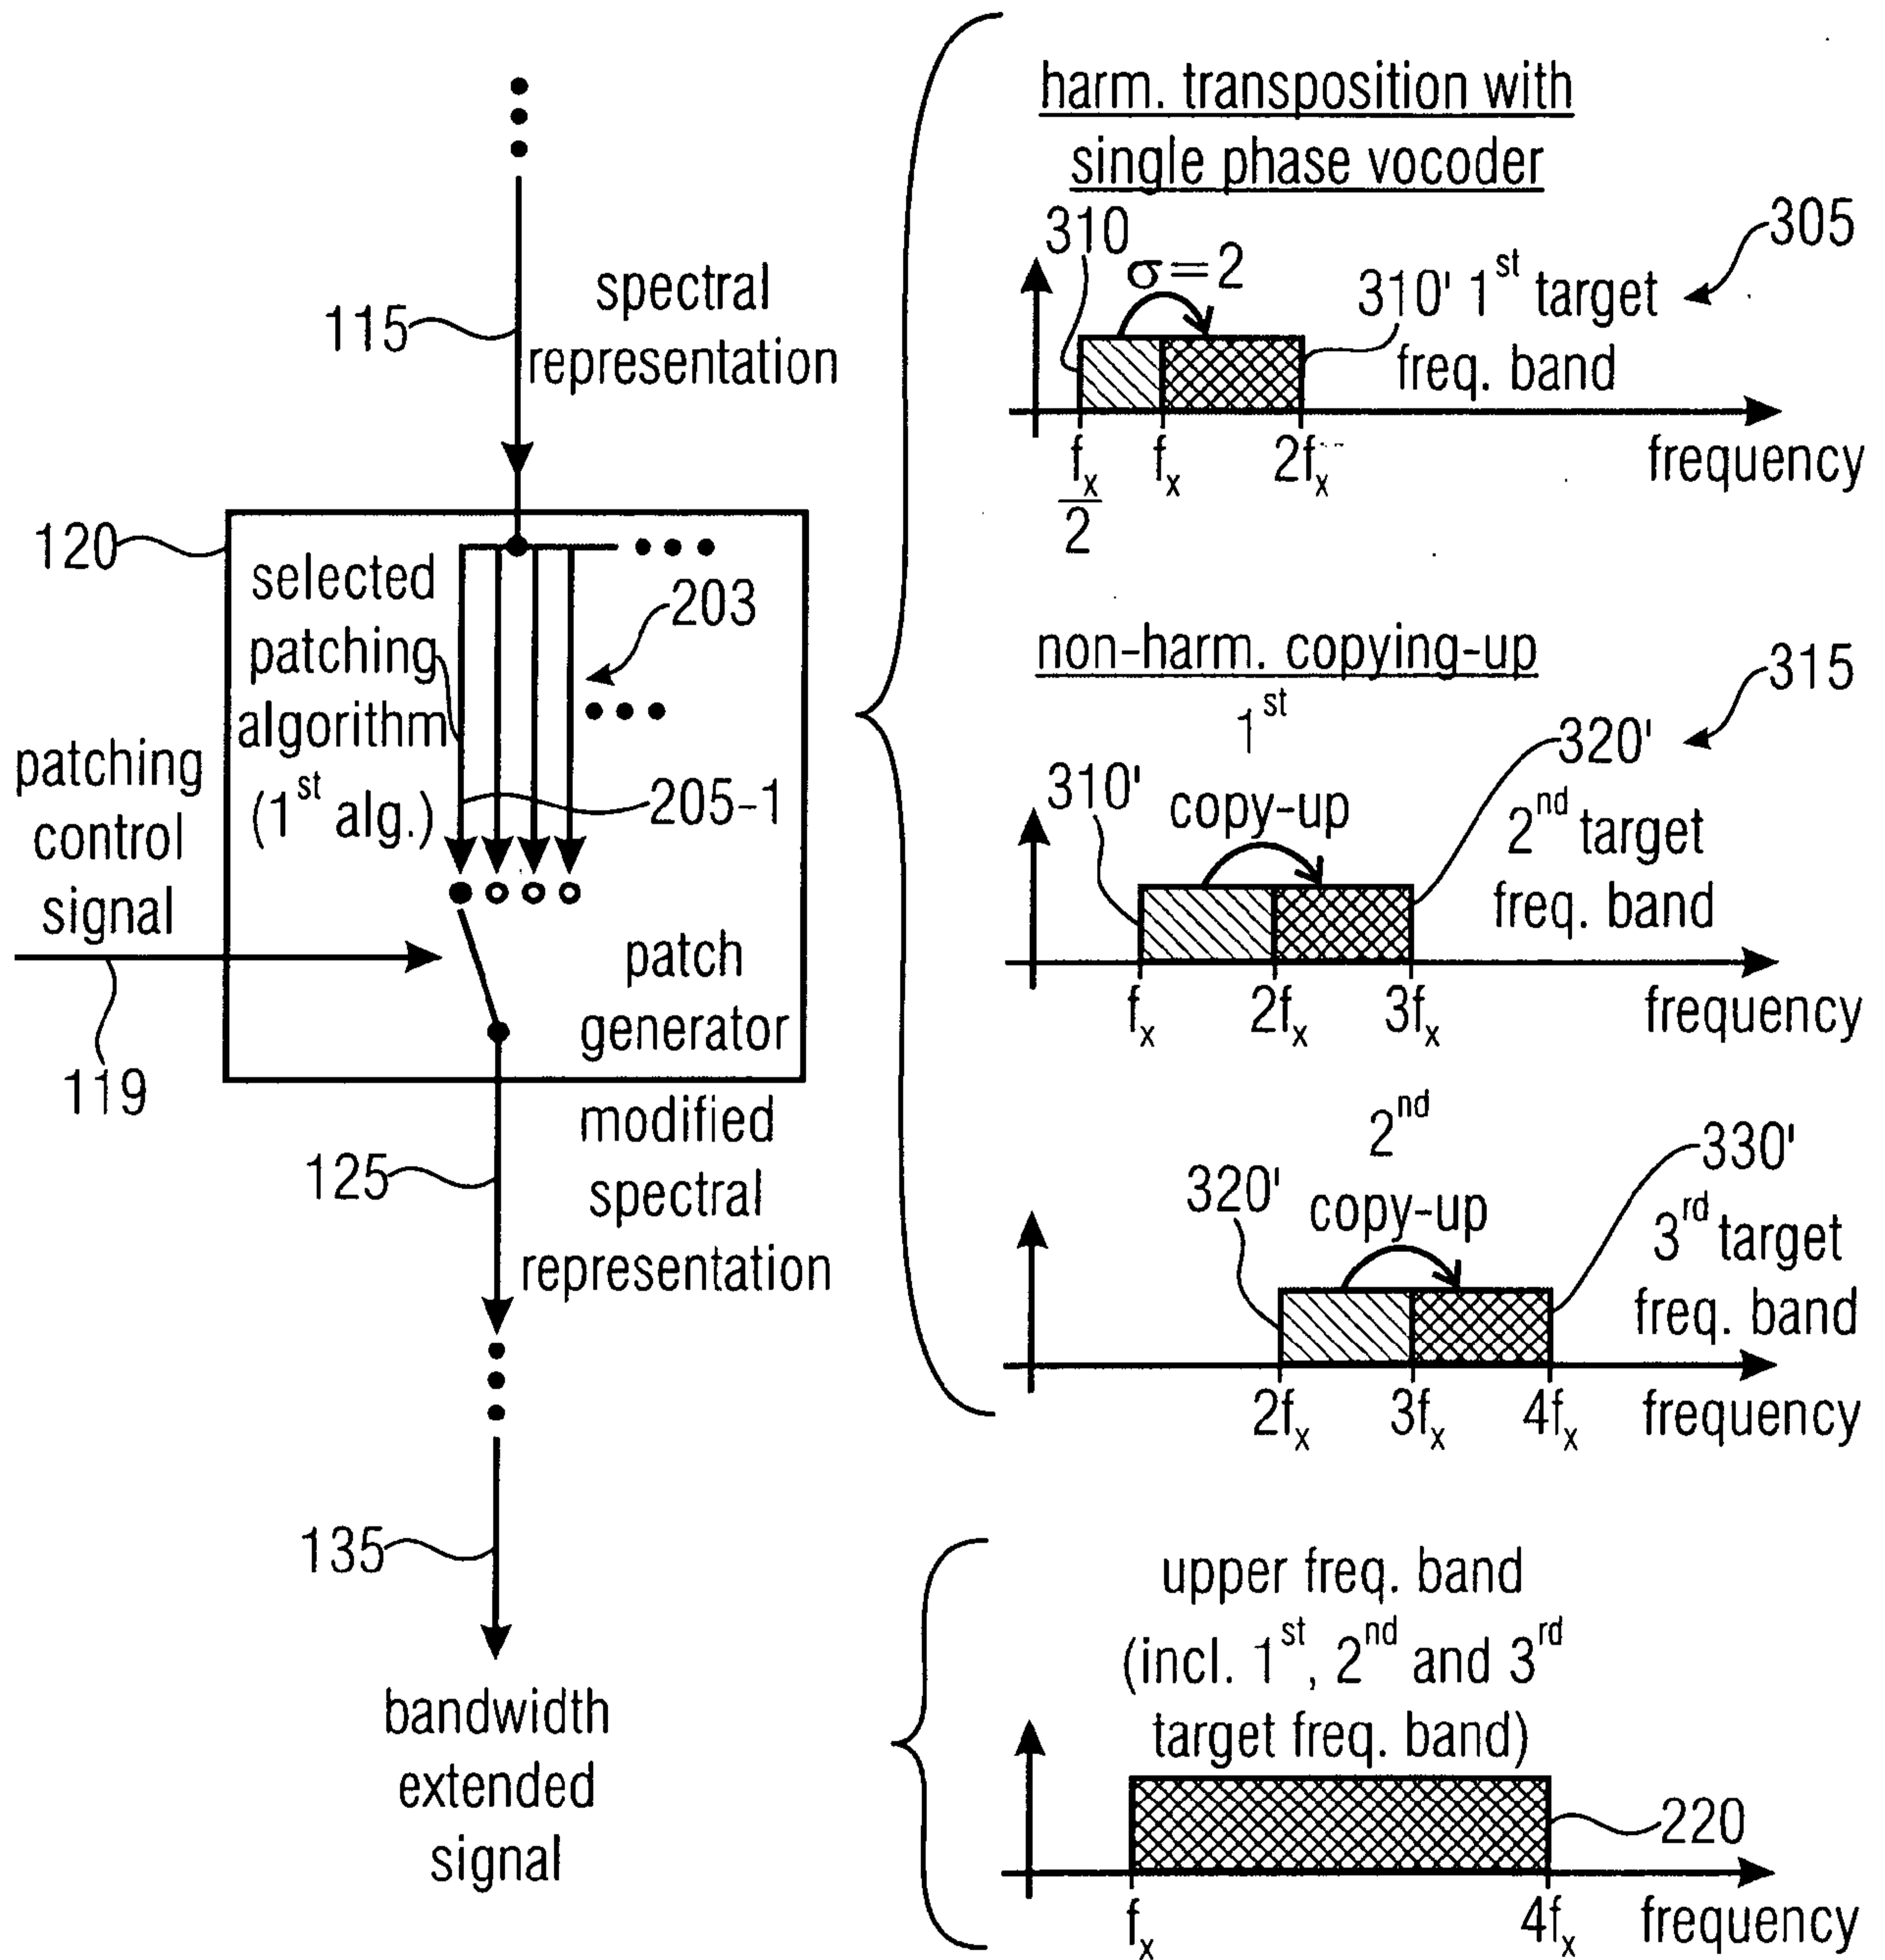 115
spectral
representation
120
selected
patching
algorithm
(1st alg.)
203
205-1
patching
control
signal
119
patch
generator
modified
spectral
representation
125
135
bandwidth
extended
signal
harm. transposition with
single phase vocoder
305
310
σ=2
310' 1st target
freq. band
fx/2
fx
2fx
frequency
non-harm. copying-up
315
1st
copy-up
310'
320'
2nd target
freq. band
fx
2fx
3fx
frequency
2nd
copy-up
320'
330'
3rd target
freq. band
2fx
3fx
4fx
frequency
upper freq. band
(incl. 1st, 2nd and 3rd
target freq. band)
220
fx
4fx
frequency